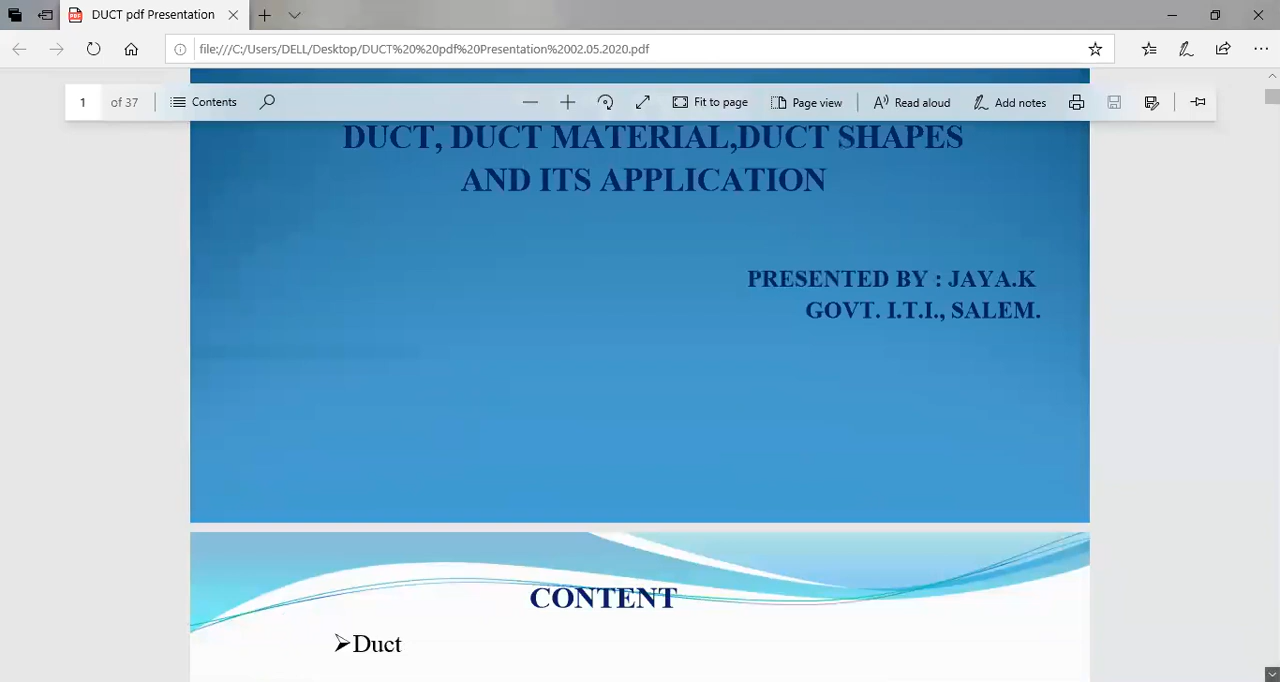 DUCT pdf Presentation
file:///C:/Users/DELL/Desktop/DUCT%20%20pdf%20Presentation%2002.05.2020.pdf
1 of 37 Contents Fit to page Page view Read aloud Add notes
DUCT, DUCT MATERIAL,DUCT SHAPES
AND ITS APPLICATION
PRESENTED BY : JAYA.K
GOVT. I.T.I., SALEM.
CONTENT
➢Duct